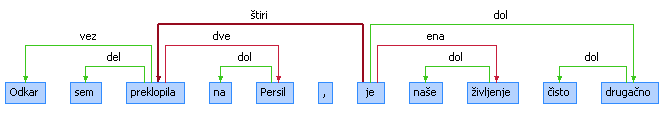 štiri
dol
vez
dve
ena
del
dol
dol
dol
Odkar sem preklopila na Persil , je naše življenje čisto drugačno